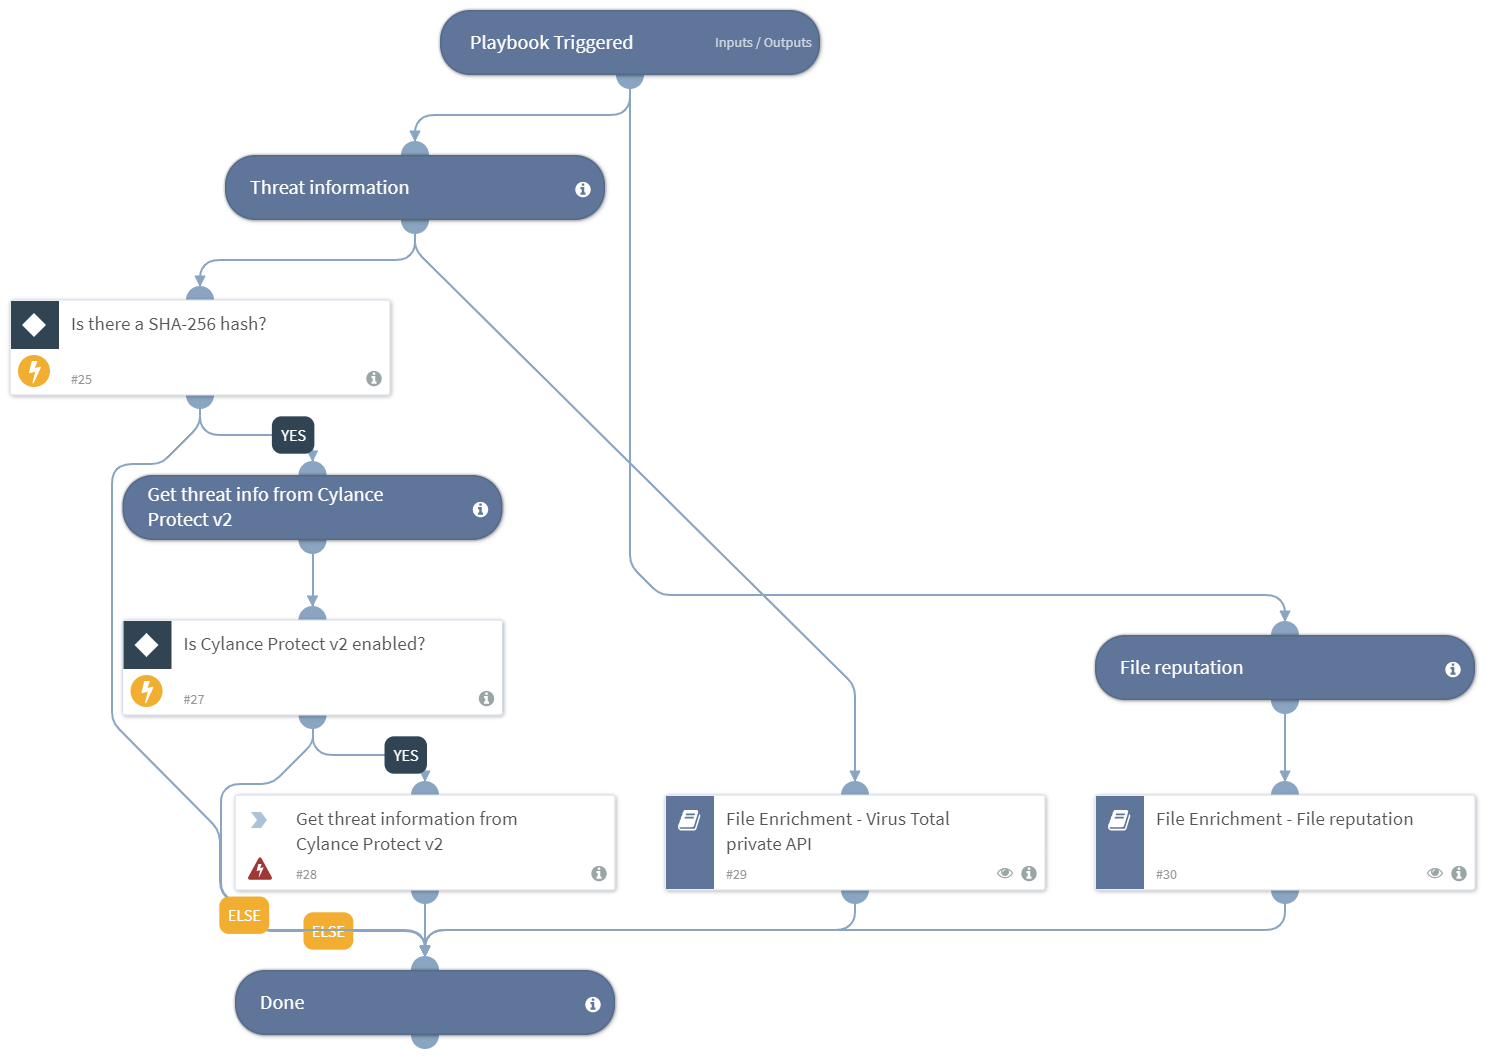 Playbook Triggered
Inputs / Outputs
Threat information
Is there a SHA-256 hash?
#25
YES
Get threat info from Cylance
Protect v2
Is Cylance Protect v2 enabled?
#27
YES
File reputation
Get threat information from
Cylance Protect v2
#28
File Enrichment - Virus Total
private API
#29
File Enrichment - File reputation
#30
ELSE
ELSE
Done